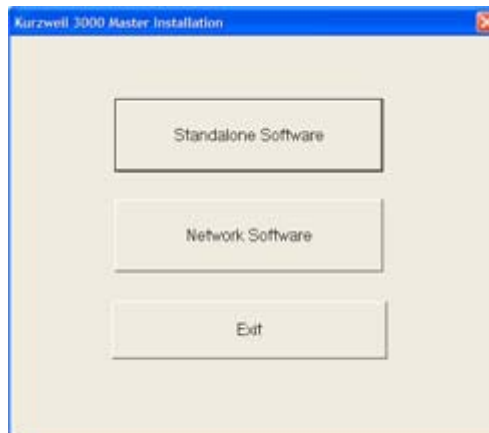 Kurzweil 3000 Master Installation
Standalone Software
Network Software
Exit